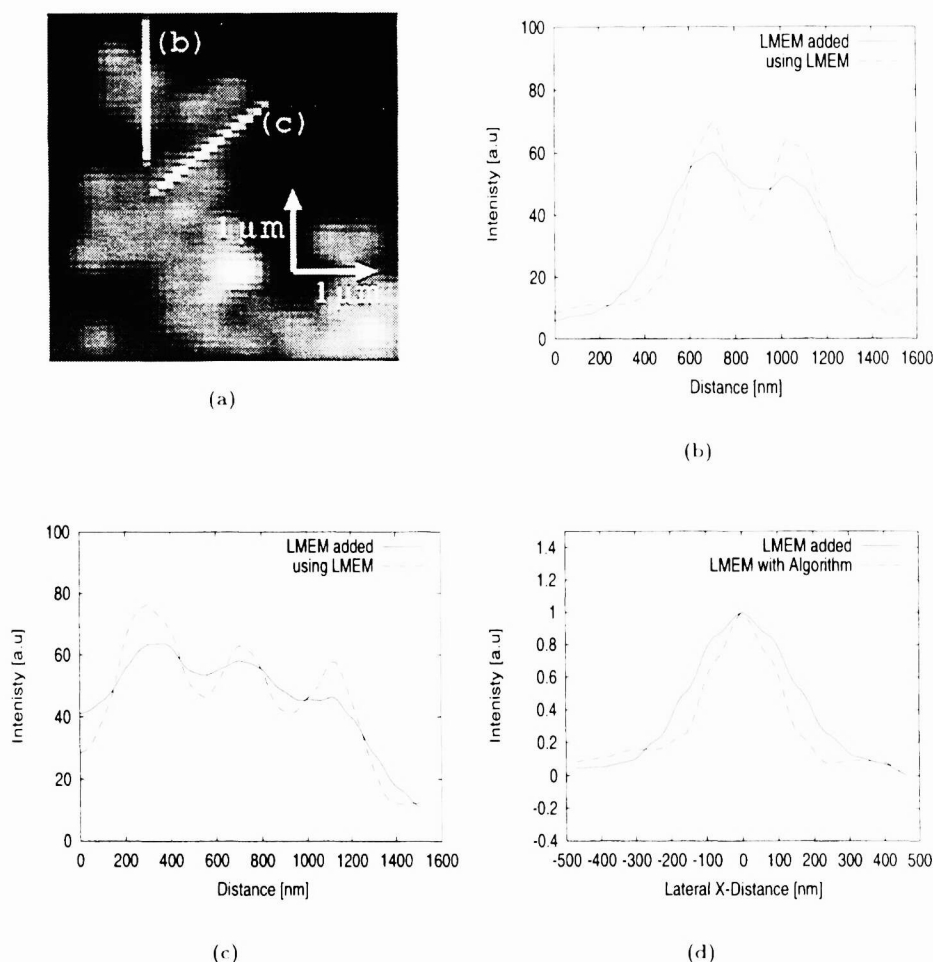 (b)
(c)
1 μm
1 μm
(a)
LMEM added
using LMEM
Intenisty [a.u]
100
80
60
40
20
0
0 200 400 600 800 1000 1200 1400 1600
Distance [nm]
(b)
LMEM added
using LMEM
Intenisty [a.u]
100
80
60
40
20
0
0 200 400 600 800 1000 1200 1400 1600
Distance [nm]
(c)
LMEM added
LMEM with Algorithm
Intenisty [a.u]
1.4
1.2
1
0.8
0.6
0.4
0.2
0
-0.2
-0.4
-500 -400 -300 -200 -100 0 100 200 300 400 500
Lateral X-Distance [nm]
(d)